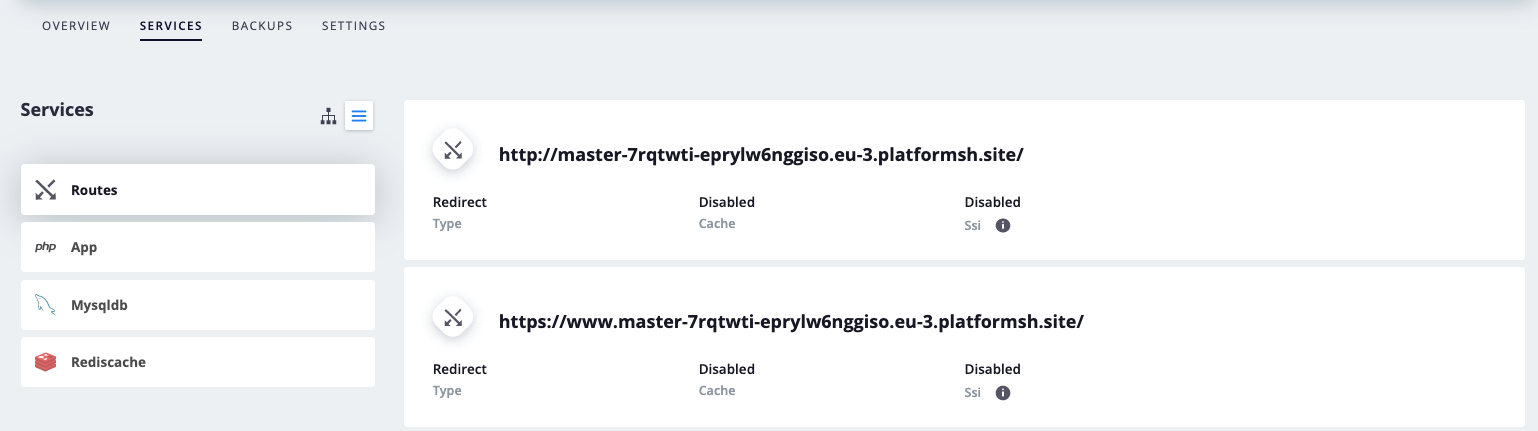 OVERVIEW SERVICES BACKUPS SETTINGS
Services
Routes
php App
Mysqldb
Rediscache
http://master-7rqtwti-eprylw6nggiso.eu-3.platformsh.site/
Redirect Disabled Disabled
Type Cache Ssi i
https://www.master-7rqtwti-eprylw6nggiso.eu-3.platformsh.site/
Redirect Disabled Disabled
Type Cache Ssi i